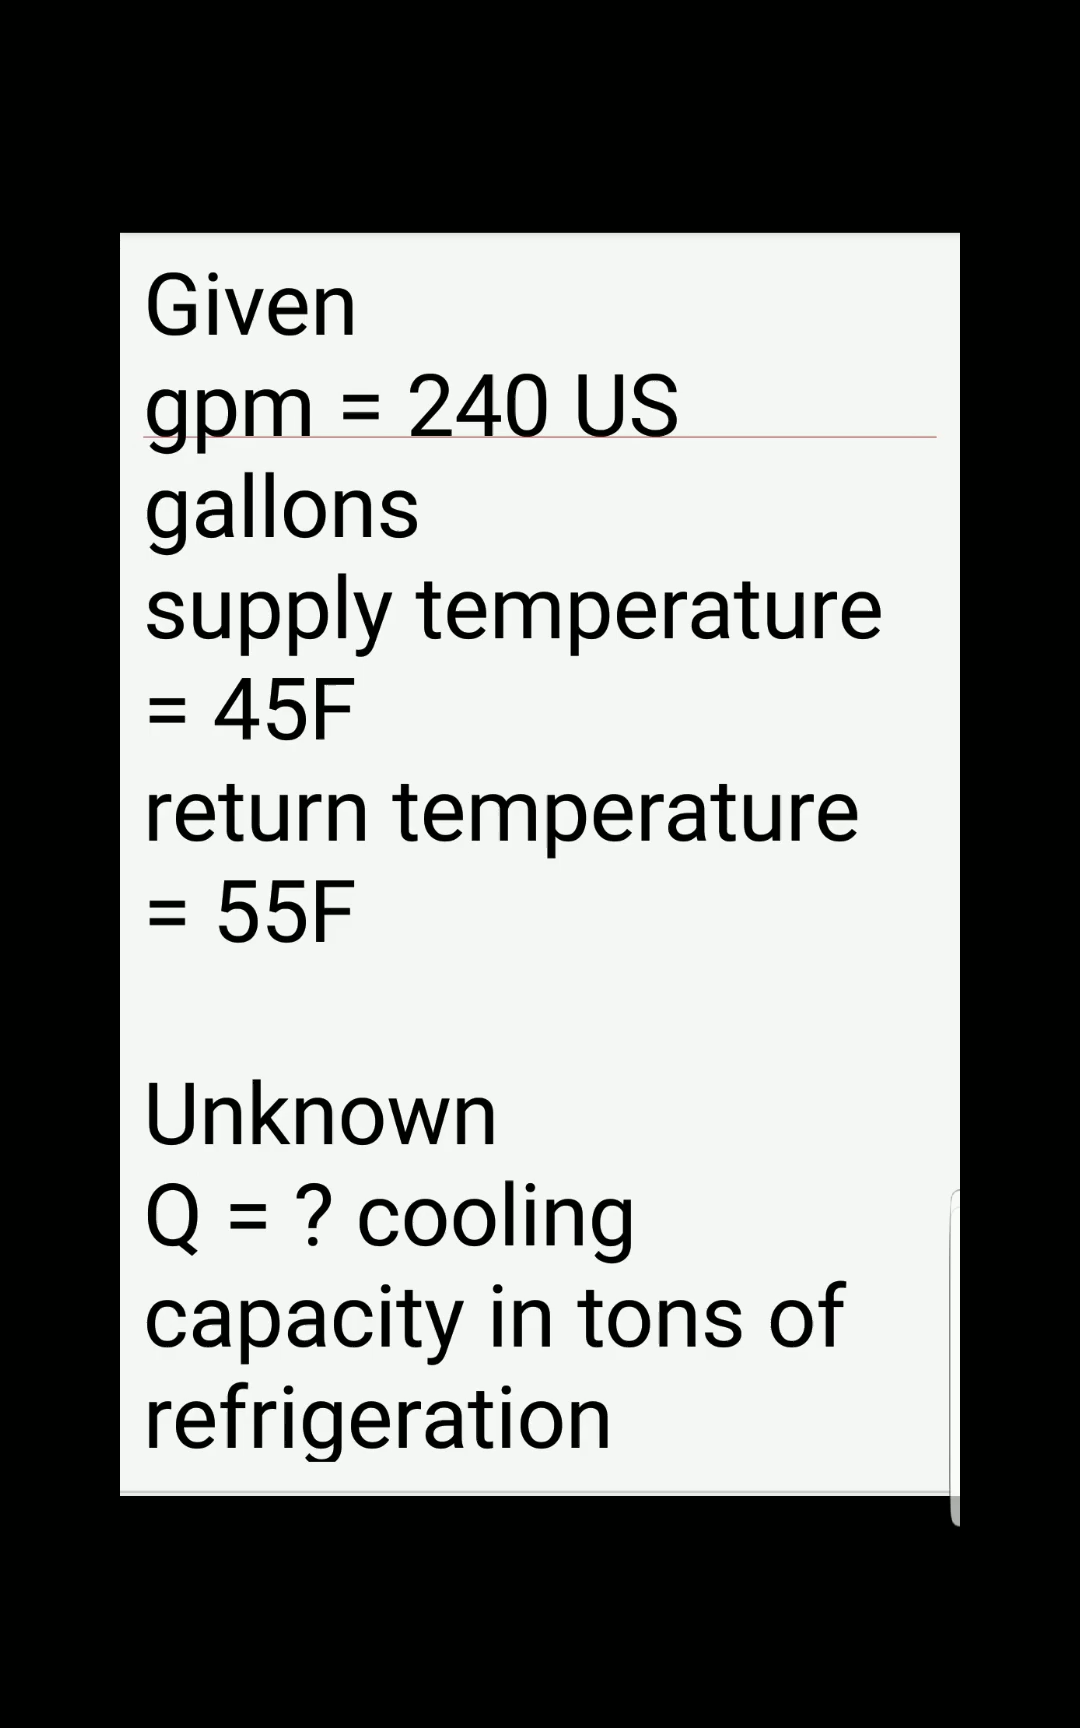 Given
gpm = 240 US
gallons
supply temperature
= 45F
return temperature
= 55F
Unknown
Q = ? cooling
capacity in tons of
refrigeration